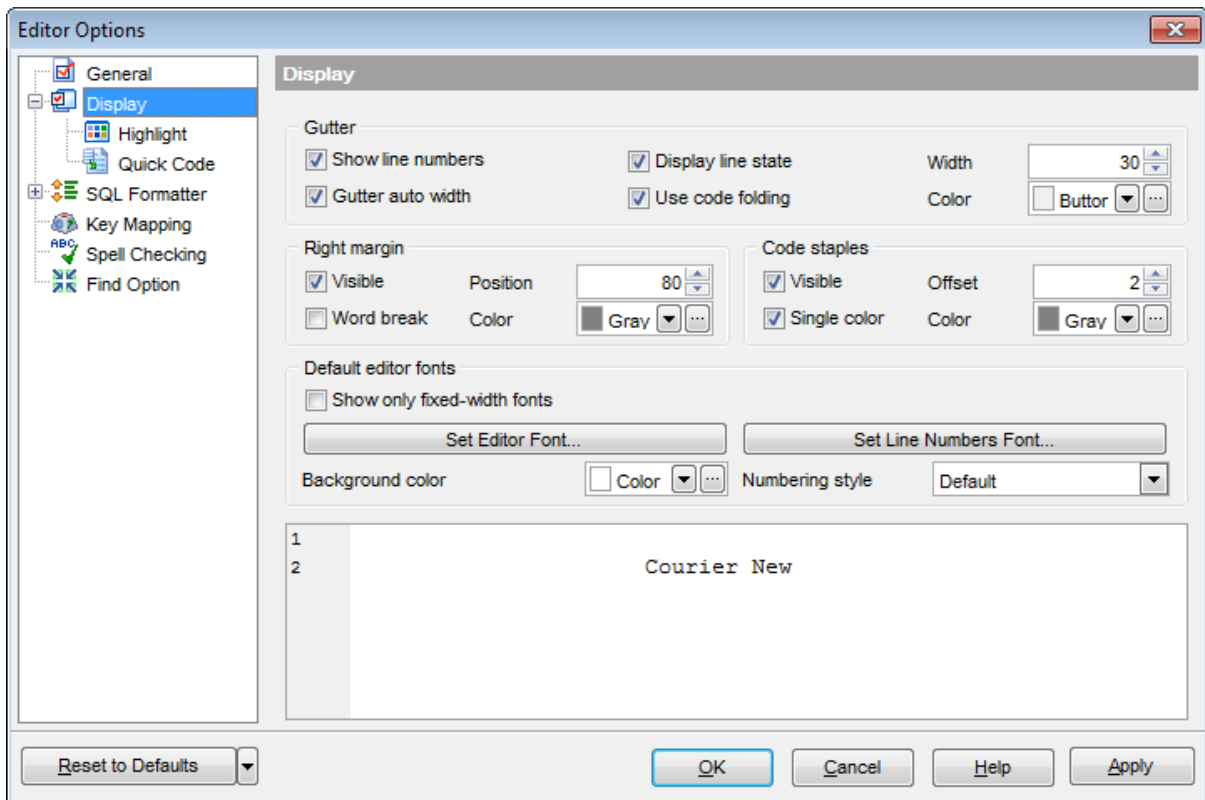 Editor Options
General
Display
Highlight
Quick Code
SQL Formatter
Key Mapping
ABC
Spell Checking
Find Option
Display
Gutter
Show line numbers
Display line state
Width
30
Gutter auto width
Use code folding
Color
Buttor
Right margin
Visible
Position
80
Word break
Color
Gray
Code staples
Visible
Offset
2
Single color
Color
Gray
Default editor fonts
Show only fixed-width fonts
Set Editor Font...
Set Line Numbers Font...
Background color
Color
Numbering style
Default
1
2 Courier New
Reset to Defaults
OK
Cancel
Help
Apply